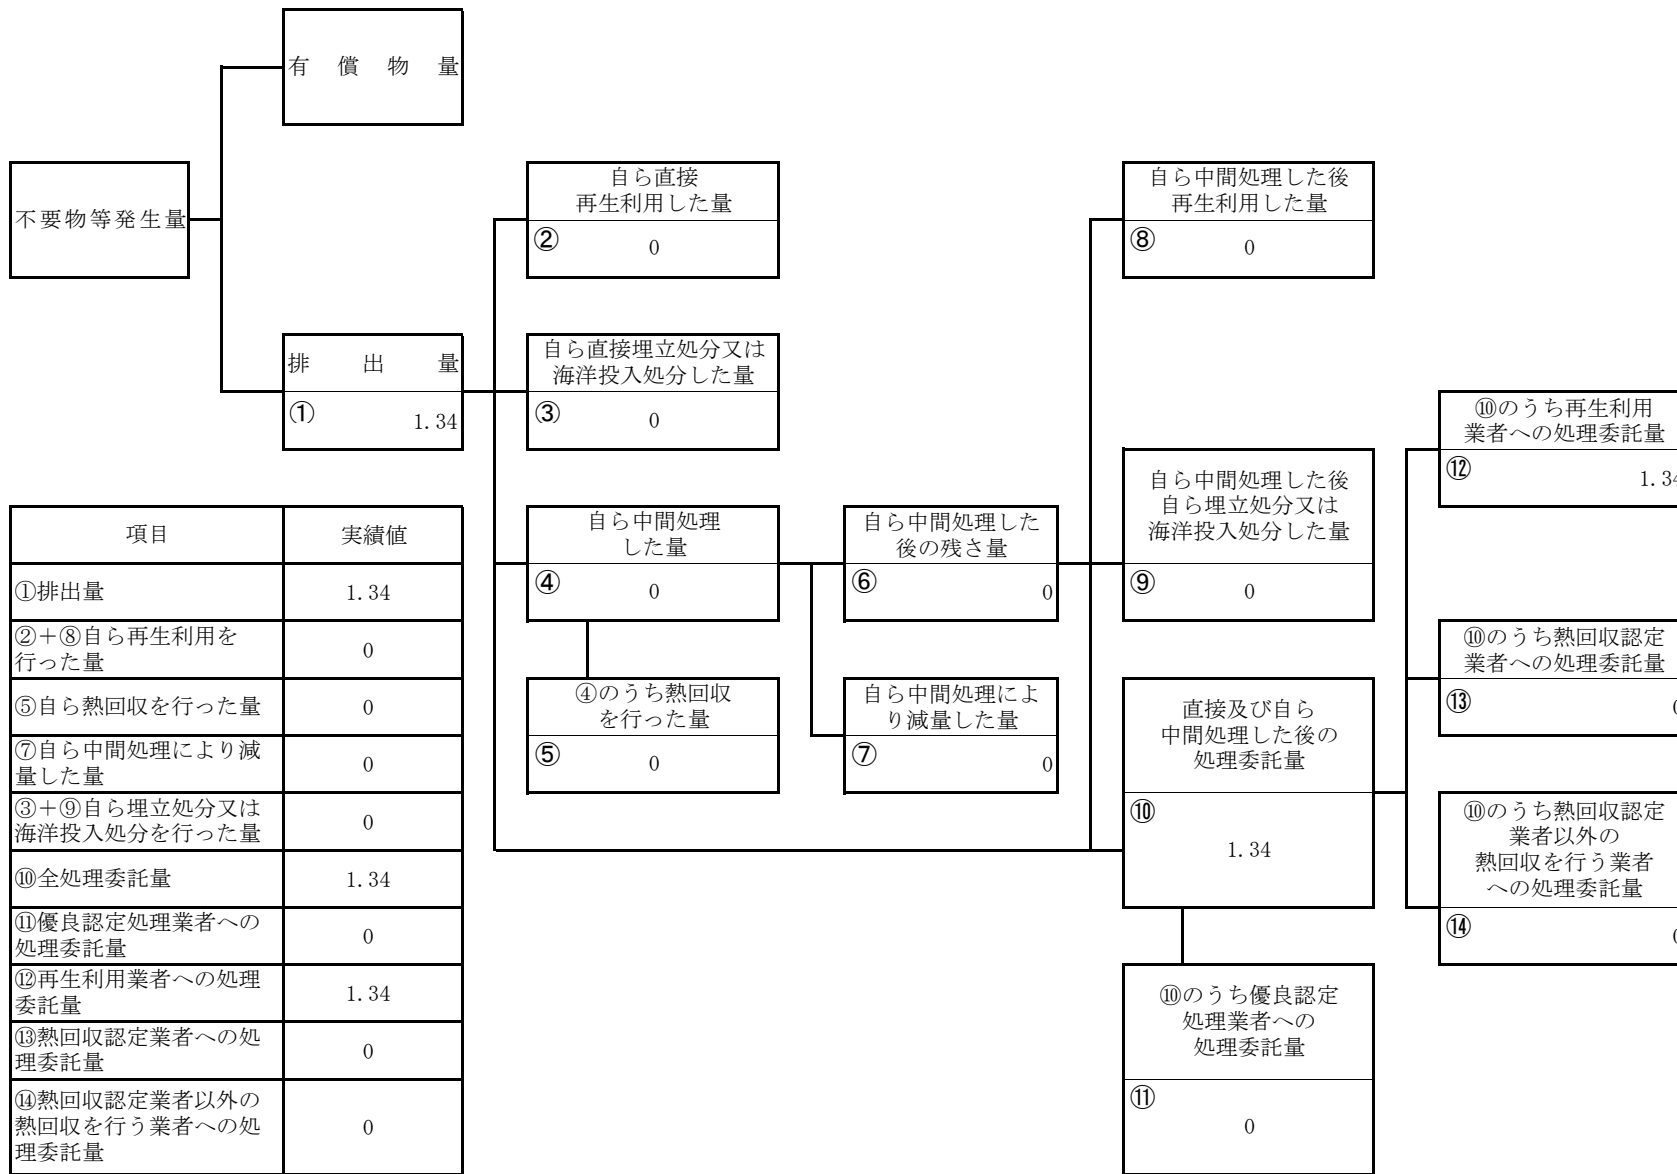 有償物量
不要物等発生量
排出量
① 1.34
自ら直接
再生利用した量
② 0
自ら直接埋立処分又は
海洋投入処分した量
③ 0
自ら中間処理
した量
④ 0
④のうち熱回収
を行った量
⑤ 0
自ら中間処理した
後の残さ量
⑥ 0
自ら中間処理によ
り減量した量
⑦ 0
自ら中間処理した後
再生利用した量
⑧ 0
自ら中間処理した後
自ら埋立処分又は
海洋投入処分した量
⑨ 0
直接及び自ら
中間処理した後の
処理委託量
⑩
1.34
⑩のうち優良認定
処理業者への
処理委託量
⑪
0
⑩のうち再生利用
業者への処理委託量
⑫ 1.34
⑩のうち熱回収認定
業者への処理委託量
⑬ 0
⑩のうち熱回収認定
業者以外の
熱回収を行う業者
への処理委託量
⑭ 0
項目 実績値
①排出量 1.34
②＋⑧自ら再生利用を
行った量 0
⑤自ら熱回収を行った量 0
⑦自ら中間処理により減
量した量 0
③＋⑨自ら埋立処分又は
海洋投入処分を行った量 0
⑩全処理委託量 1.34
⑪優良認定処理業者への
処理委託量 0
⑫再生利用業者への処理
委託量 1.34
⑬熱回収認定業者への処
理委託量 0
⑭熱回収認定業者以外の
熱回収を行う業者への処
理委託量 0